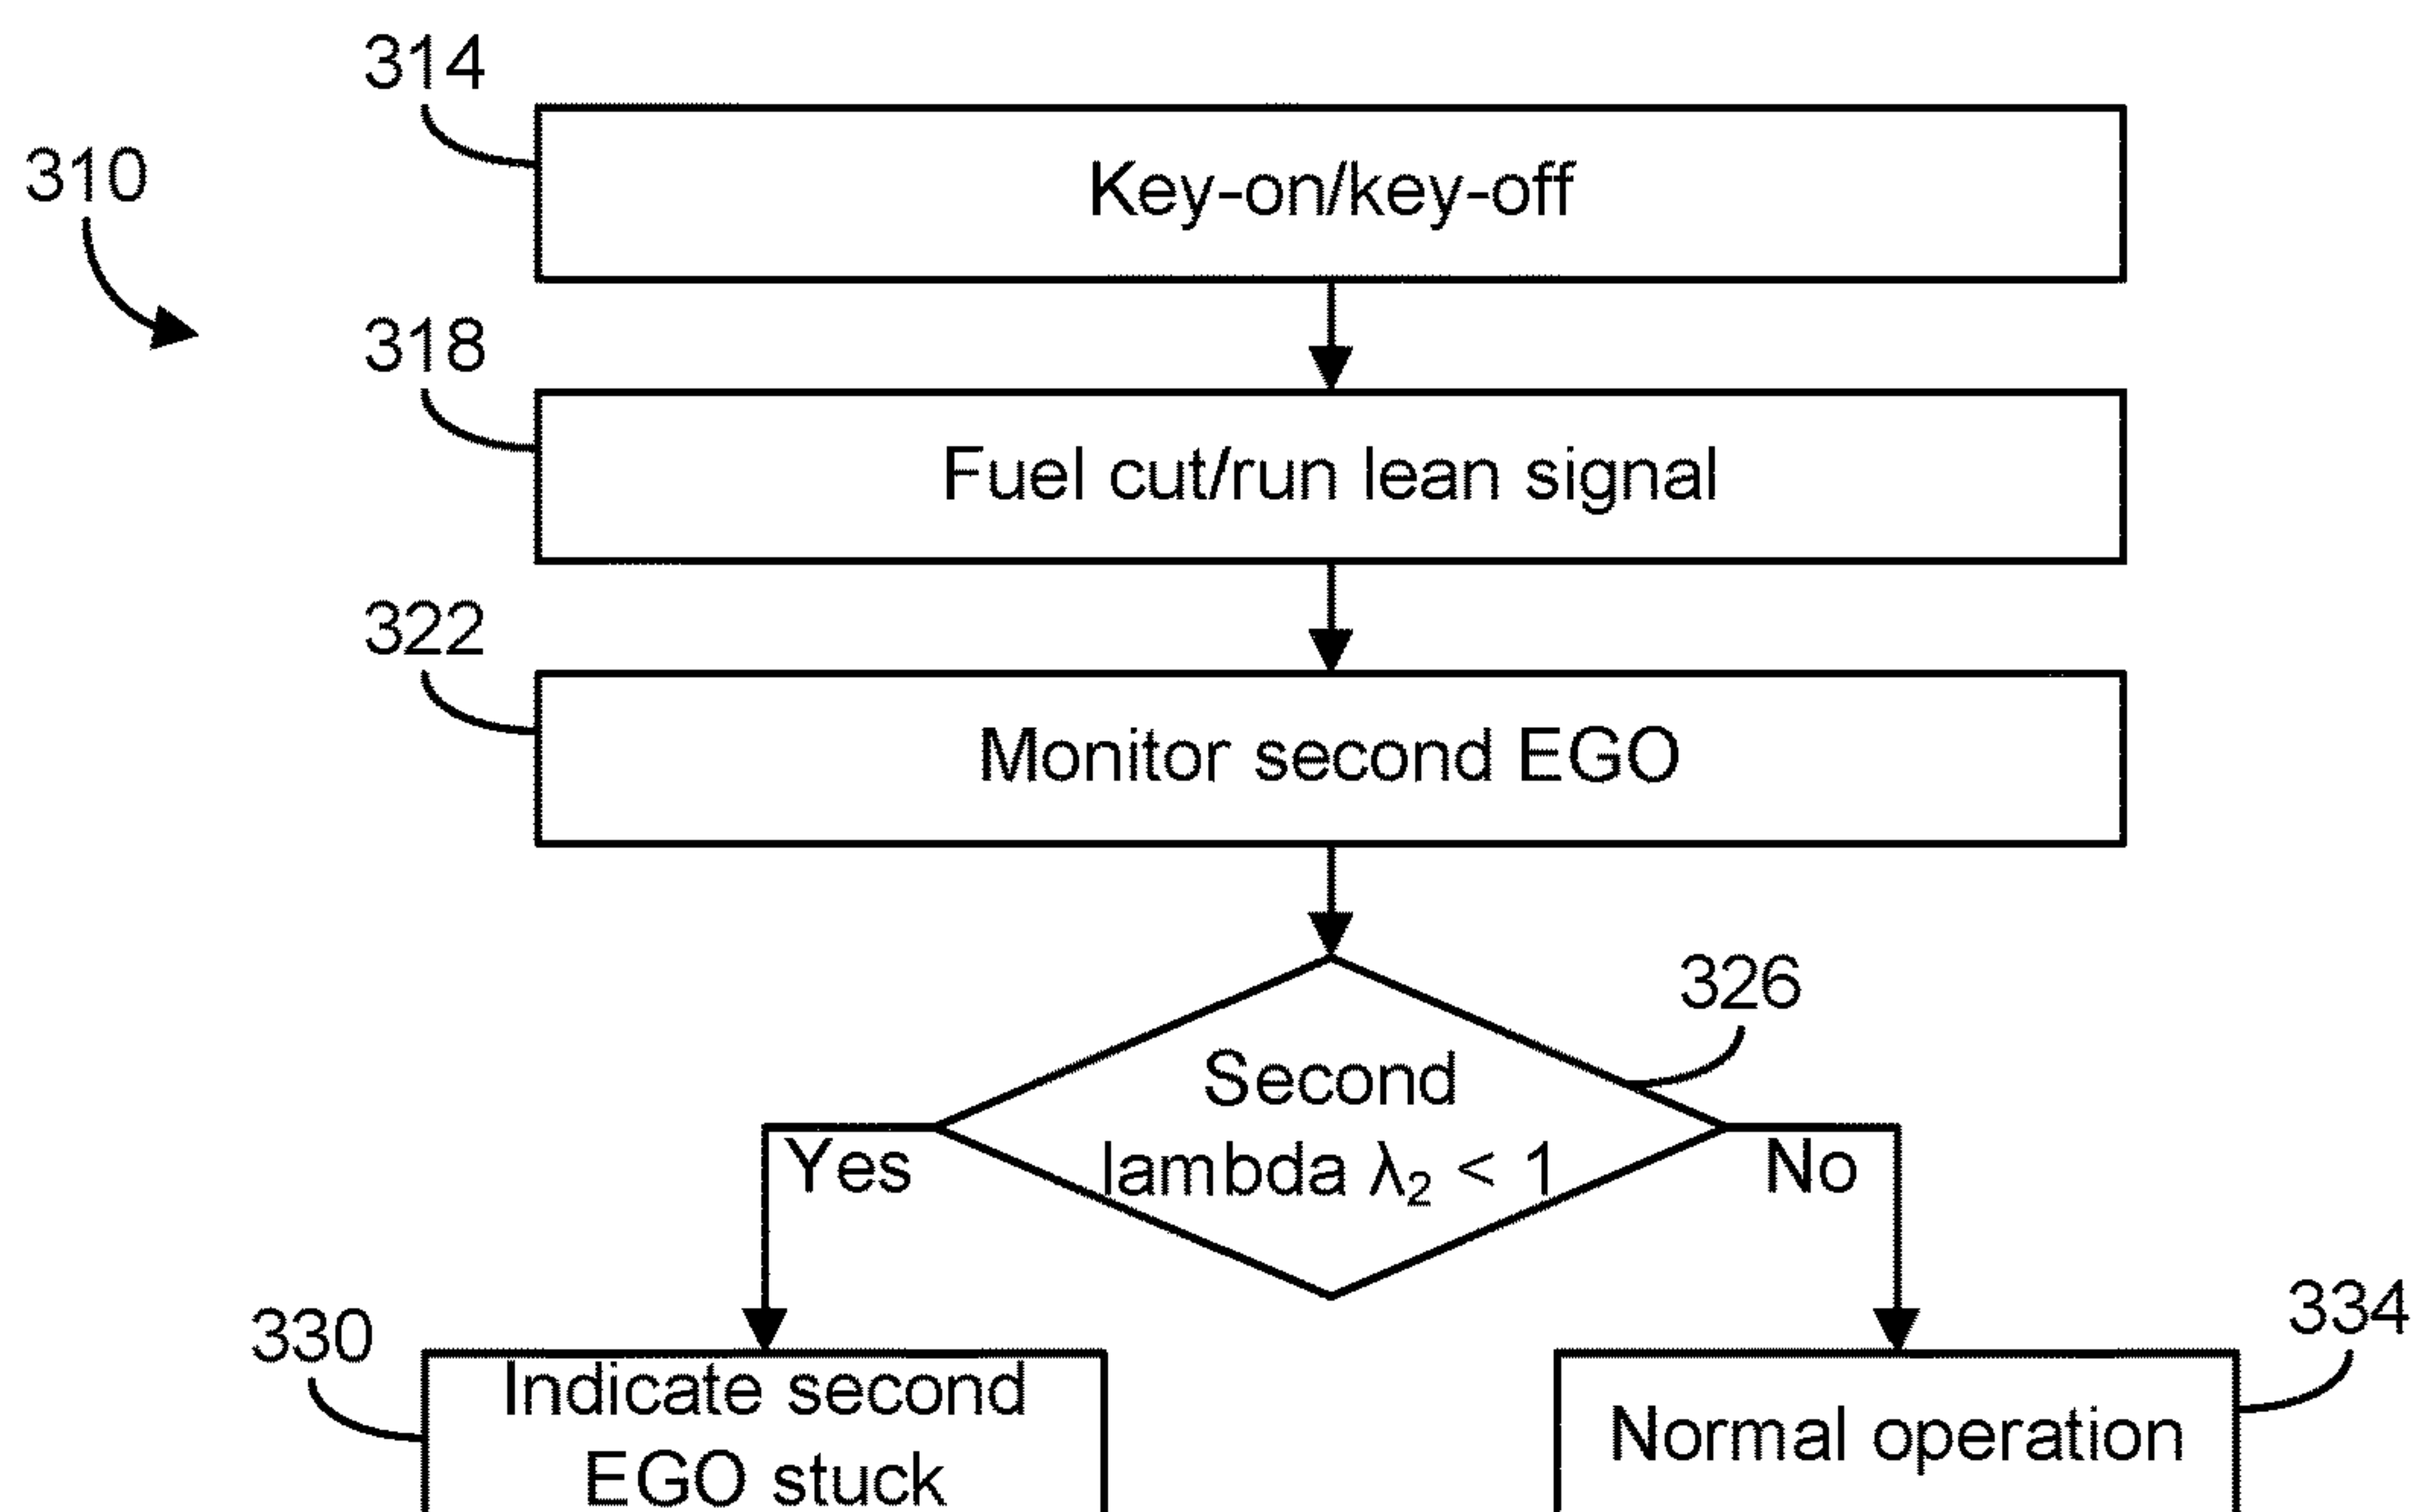 314
Key-on/key-off
310
318
Fuel cut/run lean signal
322
Monitor second EGO
326
Second
lambda λ₂ < 1
Yes
No
330
Indicate second
EGO stuck
334
Normal operation